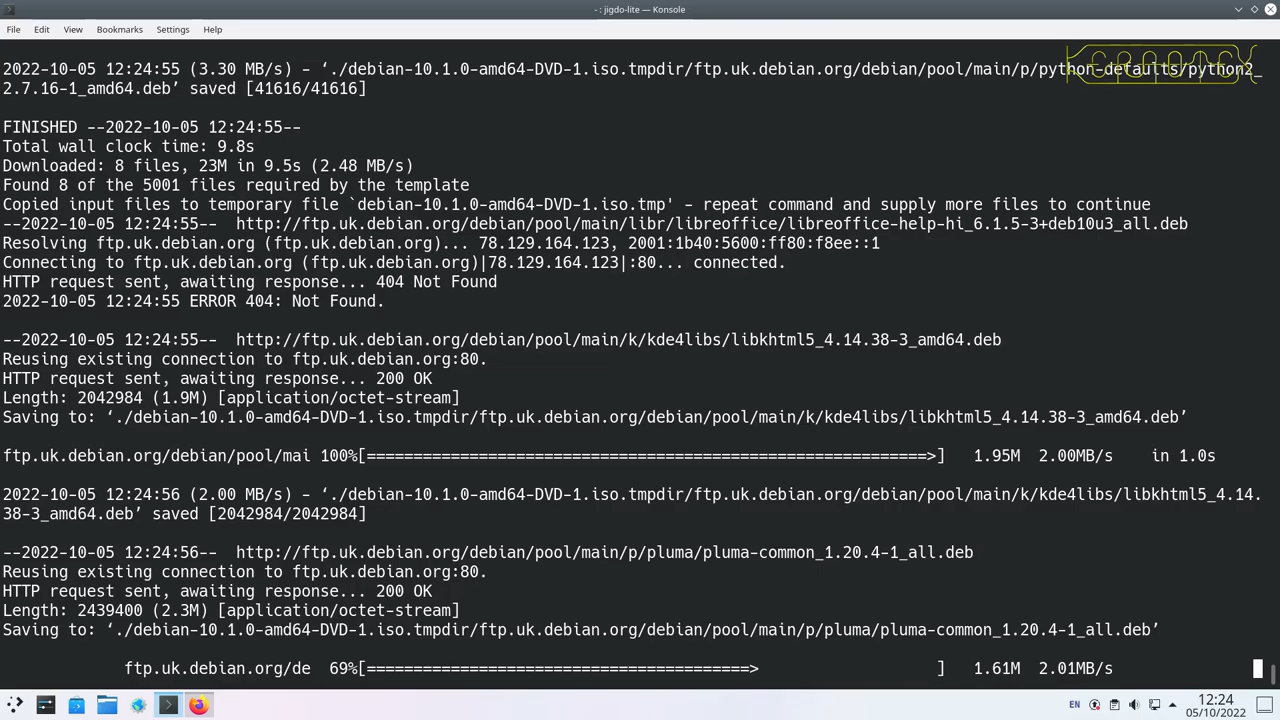 - : jigdo-lite — Konsole
File Edit View Bookmarks Settings Help
2022-10-05 12:24:55 (3.30 MB/s) - ‘./debian-10.1.0-amd64-DVD-1.iso.tmpdir/ftp.uk.debian.org/debian/pool/main/p/python-defaults/python2_
2.7.16-1_amd64.deb’ saved [41616/41616]
FINISHED --2022-10-05 12:24:55--
Total wall clock time: 9.8s
Downloaded: 8 files, 23M in 9.5s (2.48 MB/s)
Found 8 of the 5001 files required by the template
Copied input files to temporary file `debian-10.1.0-amd64-DVD-1.iso.tmp' - repeat command and supply more files to continue
--2022-10-05 12:24:55--  http://ftp.uk.debian.org/debian/pool/main/libr/libreoffice/libreoffice-help-hi_6.1.5-3+deb10u3_all.deb
Resolving ftp.uk.debian.org (ftp.uk.debian.org)... 78.129.164.123, 2001:1b40:5600:ff80:f8ee::1
Connecting to ftp.uk.debian.org (ftp.uk.debian.org)|78.129.164.123|:80... connected.
HTTP request sent, awaiting response... 404 Not Found
2022-10-05 12:24:55 ERROR 404: Not Found.
--2022-10-05 12:24:55--  http://ftp.uk.debian.org/debian/pool/main/k/kde4libs/libkhtml5_4.14.38-3_amd64.deb
Reusing existing connection to ftp.uk.debian.org:80.
HTTP request sent, awaiting response... 200 OK
Length: 2042984 (1.9M) [application/octet-stream]
Saving to: ‘./debian-10.1.0-amd64-DVD-1.iso.tmpdir/ftp.uk.debian.org/debian/pool/main/k/kde4libs/libkhtml5_4.14.38-3_amd64.deb’
ftp.uk.debian.org/debian/pool/mai 100%[=============================================================>]   1.95M  2.00MB/s    in 1.0s
2022-10-05 12:24:56 (2.00 MB/s) - ‘./debian-10.1.0-amd64-DVD-1.iso.tmpdir/ftp.uk.debian.org/debian/pool/main/k/kde4libs/libkhtml5_4.14.
38-3_amd64.deb’ saved [2042984/2042984]
--2022-10-05 12:24:56--  http://ftp.uk.debian.org/debian/pool/main/p/pluma/pluma-common_1.20.4-1_all.deb
Reusing existing connection to ftp.uk.debian.org:80.
HTTP request sent, awaiting response... 200 OK
Length: 2439400 (2.3M) [application/octet-stream]
Saving to: ‘./debian-10.1.0-amd64-DVD-1.iso.tmpdir/ftp.uk.debian.org/debian/pool/main/p/pluma/pluma-common_1.20.4-1_all.deb’
ftp.uk.debian.org/de  69%[=========================================>                    ]   1.61M  2.01MB/s
EN 12:24
05/10/2022